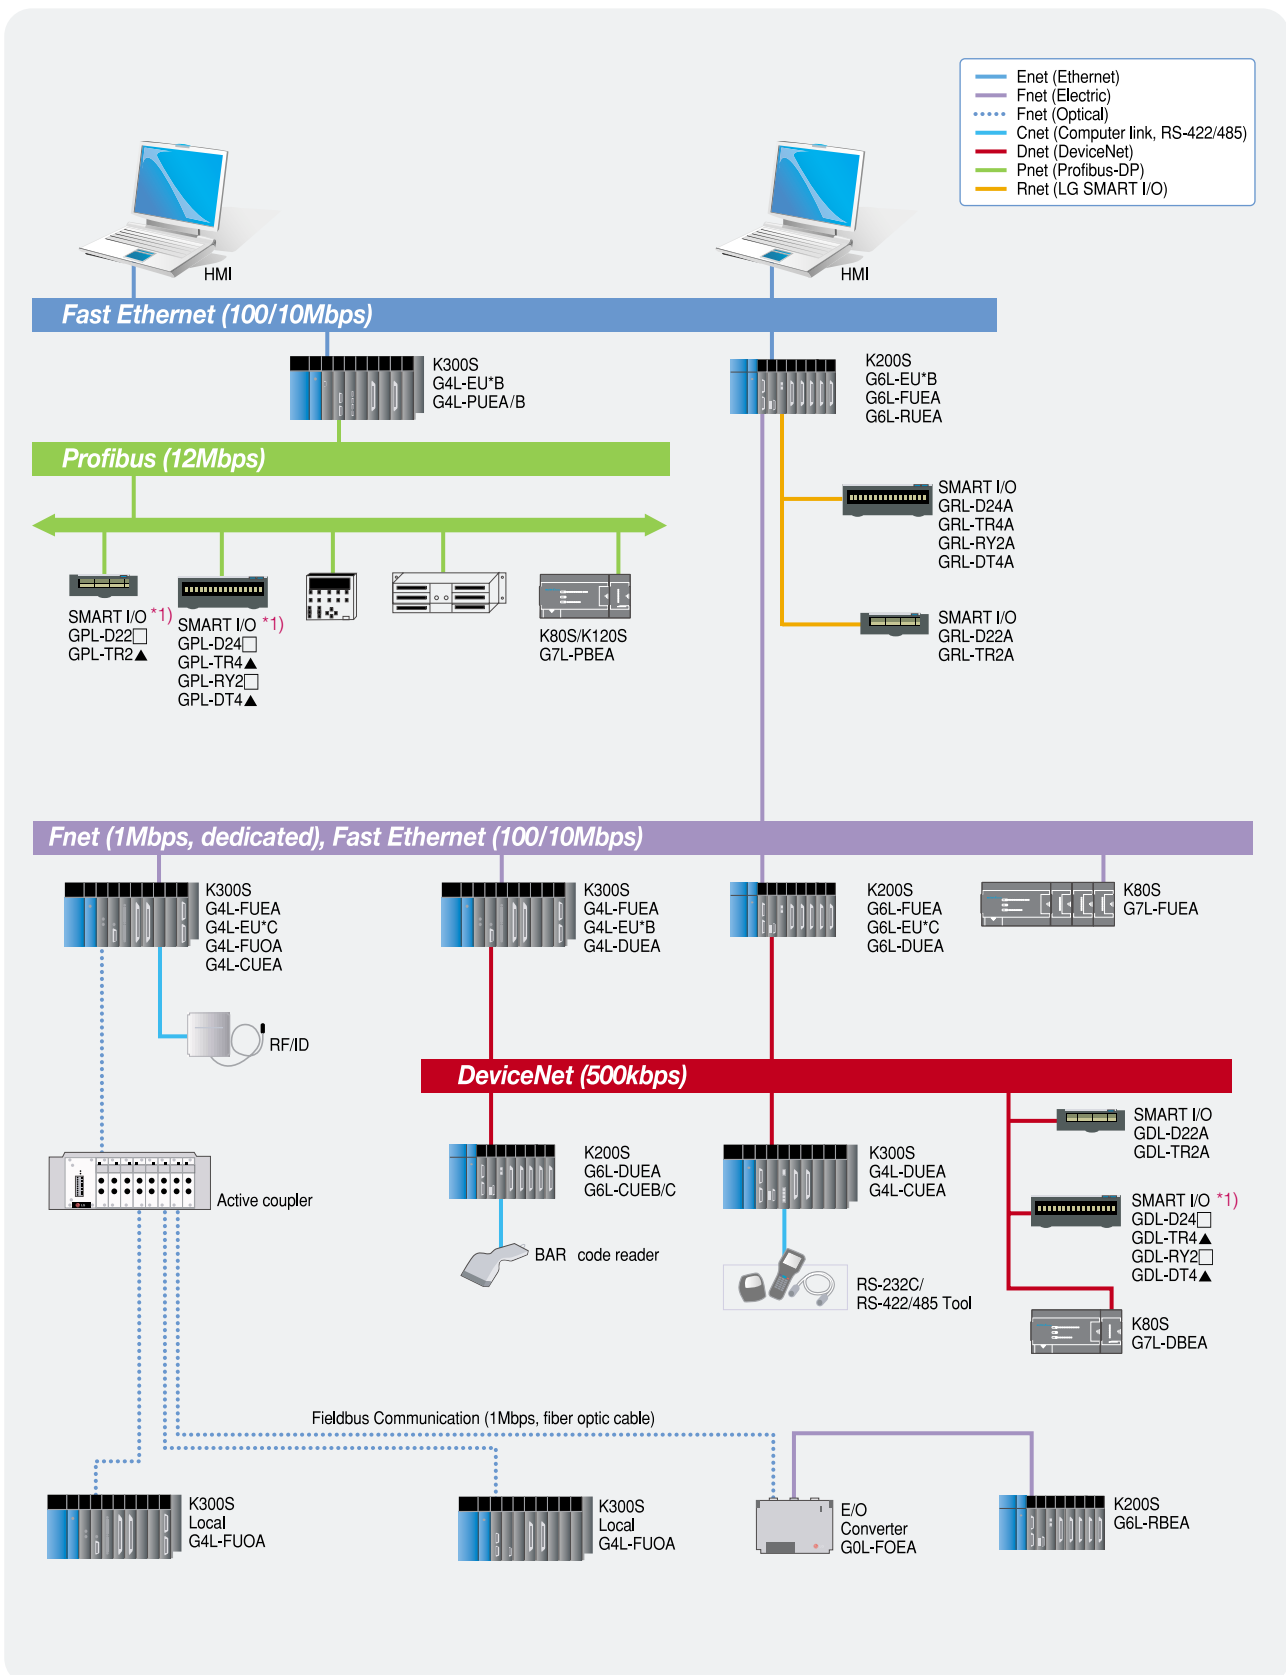 Enet (Ethernet)
Fnet (Electric)
Fnet (Optical)
Cnet (Computer link, RS-422/485)
Dnet (DeviceNet)
Pnet (Profibus-DP)
Rnet (LG SMART I/O)
HMI
HMI
Fast Ethernet (100/10Mbps)
K300S
G4L-EU*B
G4L-PUEA/B
K200S
G6L-EU*B
G6L-FUEA
G6L-RUEA
Profibus (12Mbps)
SMART I/O
GRL-D24A
GRL-TR4A
GRL-RY2A
GRL-DT4A
SMART I/O *1)
GPL-D22□
GPL-TR2▲
SMART I/O *1)
GPL-D24□
GPL-TR4▲
GPL-RY2□
GPL-DT4▲
K80S/K120S
G7L-PBEA
SMART I/O
GRL-D22A
GRL-TR2A
Fnet (1Mbps, dedicated), Fast Ethernet (100/10Mbps)
K300S
G4L-FUEA
G4L-EU*C
G4L-FUOA
G4L-CUEA
K300S
G4L-FUEA
G4L-EU*B
G4L-DUEA
K200S
G6L-FUEA
G6L-EU*C
G6L-DUEA
K80S
G7L-FUEA
RF/ID
DeviceNet (500kbps)
Active coupler
K200S
G6L-DUEA
G6L-CUEB/C
BAR code reader
K300S
G4L-DUEA
G4L-CUEA
RS-232C/
RS-422/485 Tool
SMART I/O
GDL-D22A
GDL-TR2A
SMART I/O *1)
GDL-D24□
GDL-TR4▲
GDL-RY2□
GDL-DT4▲
K80S
G7L-DBEA
Fieldbus Communication (1Mbps, fiber optic cable)
K300S
Local
G4L-FUOA
K300S
Local
G4L-FUOA
E/O
Converter
G0L-FOEA
K200S
G6L-RBEA